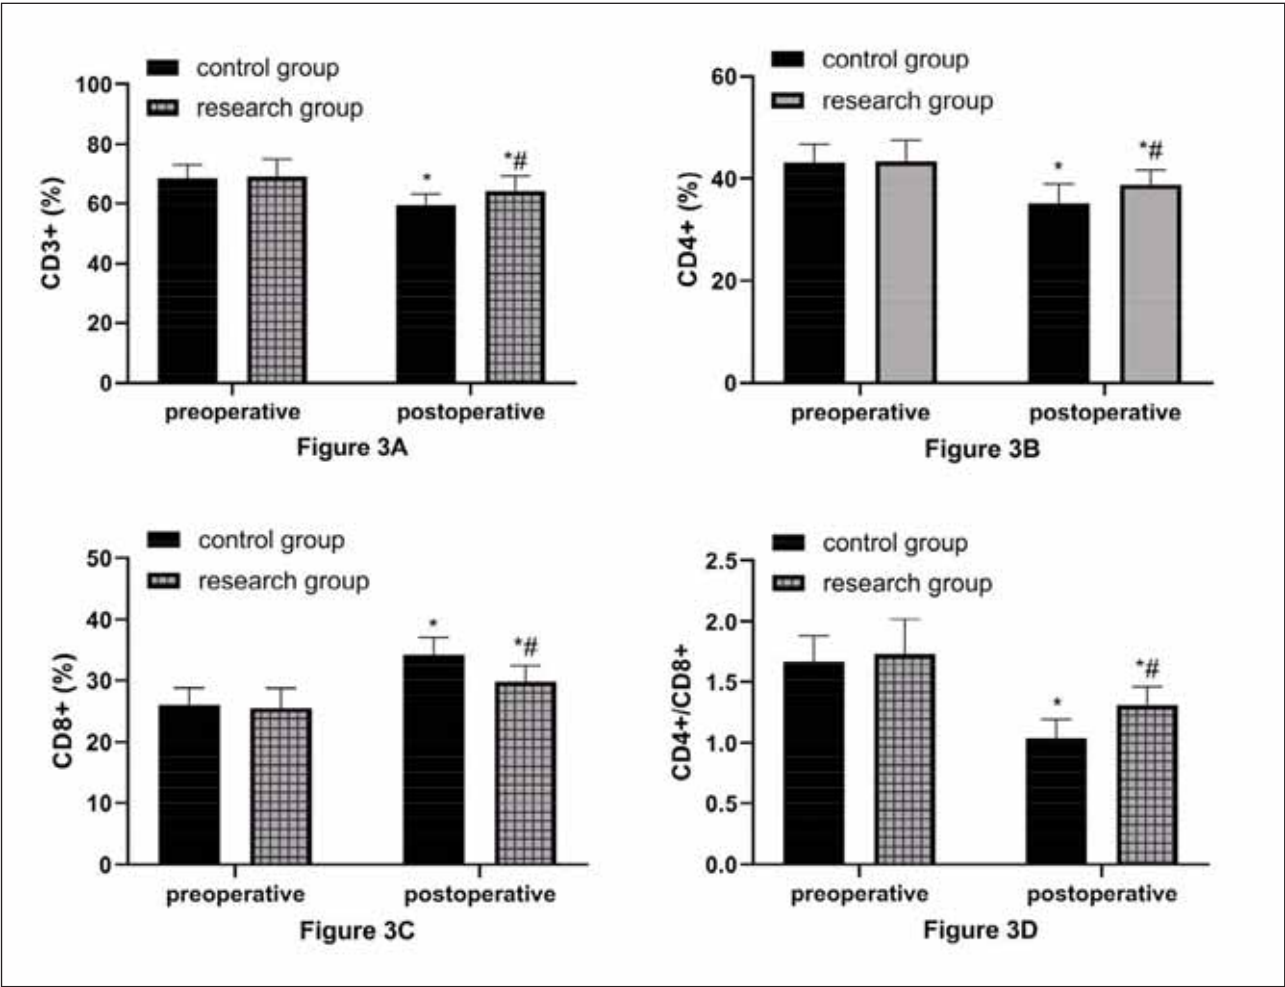 control group
research group
100
80
60
40
20
0
CD3+ (%)
*
*#
preoperative postoperative
Figure 3A
control group
research group
60
40
20
0
CD4+ (%)
*
*#
preoperative postoperative
Figure 3B
control group
research group
50
40
30
20
10
0
CD8+ (%)
*
*#
preoperative postoperative
Figure 3C
control group
research group
2.5
2.0
1.5
1.0
0.5
0.0
CD4+/CD8+
*
*#
preoperative postoperative
Figure 3D